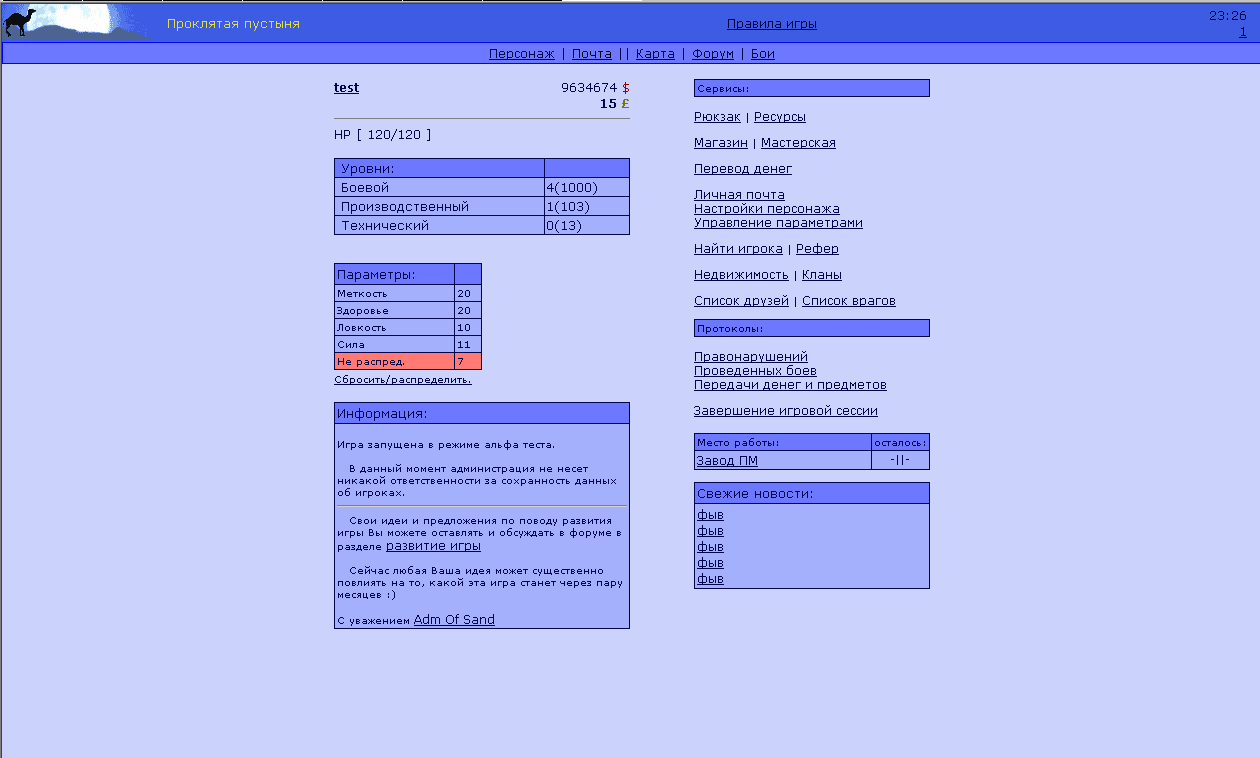 Проклятая пустыня
Правила игры
23:26
1
Персонаж | Почта || Карта | Форум | Бои
test
9634674 $
15 £
HP [ 120/120 ]
Уровни:
Боевой 4(1000)
Производственный 1(103)
Технический 0(13)
Параметры:
Меткость 20
Здоровье 20
Ловкость 10
Сила 11
Не распред. 7
Сбросить/распределить.
Информация:
Игра запущена в режиме альфа теста.
В данный момент администрация не несет
никакой ответственности за сохранность данных
об игроках.
Свои идеи и предложения по поводу развития
игры Вы можете оставлять и обсуждать в форуме в
разделе развитие игры
Сейчас любая Ваша идея может существенно
повлиять на то, какой эта игра станет через пару
месяцев :)
С уважением Adm Of Sand
Сервисы:
Рюкзак | Ресурсы
Магазин | Мастерская
Перевод денег
Личная почта
Настройки персонажа
Управление параметрами
Найти игрока | Рефер
Недвижимость | Кланы
Список друзей | Список врагов
Протоколы:
Правонарушений
Проведенных боев
Передачи денег и предметов
Завершение игровой сессии
Место работы: осталось:
Завод ПМ -||-
Свежие новости:
фыв
фыв
фыв
фыв
фыв